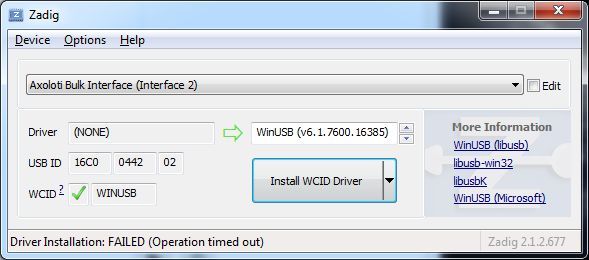 Zadig
Device Options Help
Axoloti Bulk Interface (Interface 2)
Edit
Driver (NONE) WinUSB (v6.1.7600.16385)
USB ID 16C0 0442 02
WCID ? WINUSB
Install WCID Driver
More Information
WinUSB (libusb)
libusb-win32
libusbK
WinUSB (Microsoft)
Driver Installation: FAILED (Operation timed out) Zadig 2.1.2.677